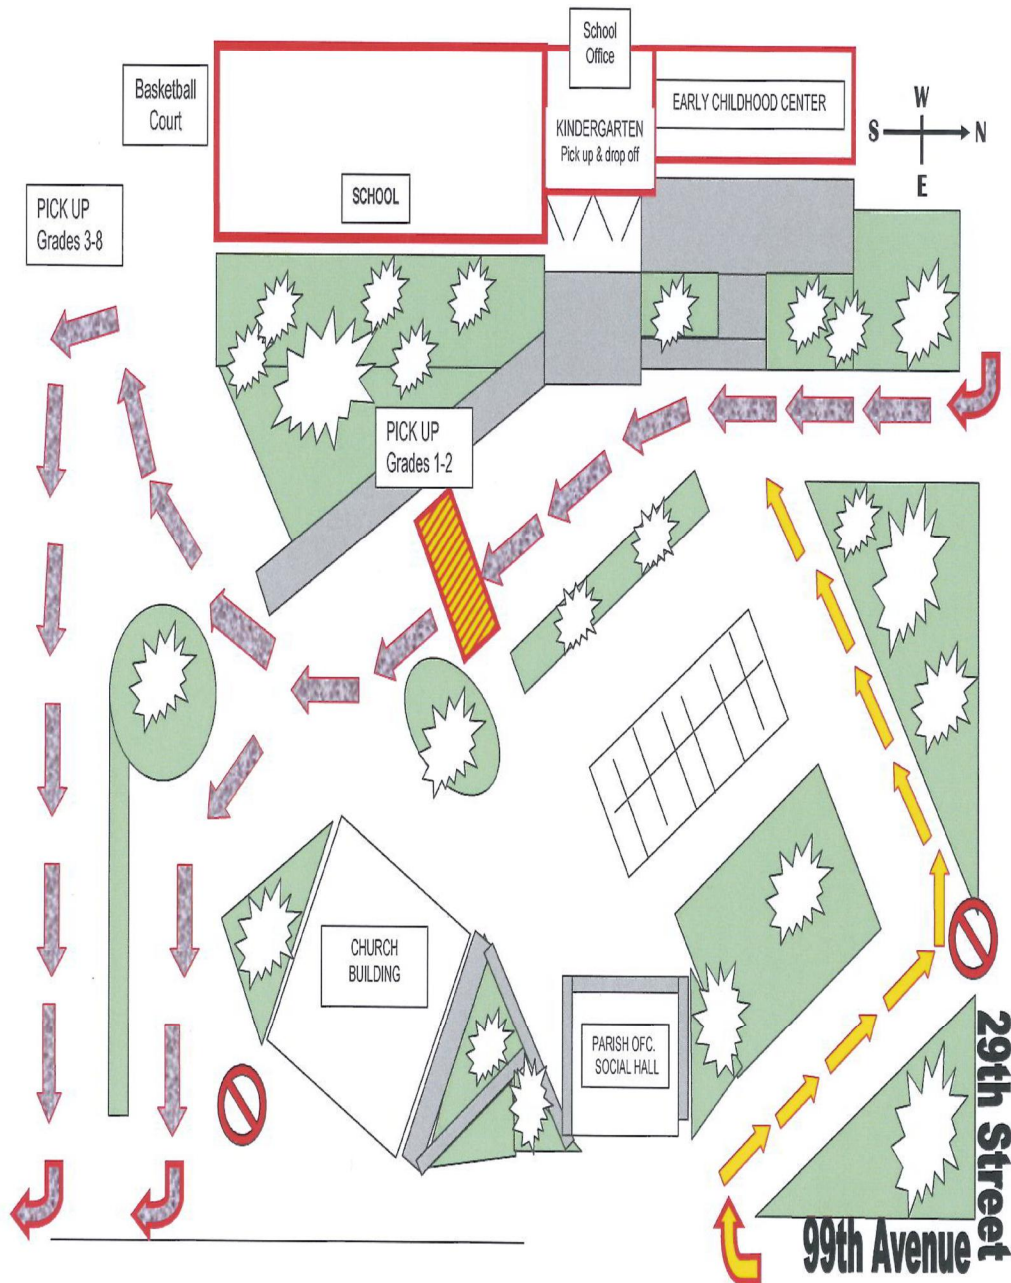 School
Office
Basketball
Court
EARLY CHILDHOOD CENTER
KINDERGARTEN
Pick up & drop off
W
S
N
E
SCHOOL
PICK UP
Grades 3-8
PICK UP
Grades 1-2
CHURCH
BUILDING
PARISH OFC.
SOCIAL HALL
29th Street
99th Avenue